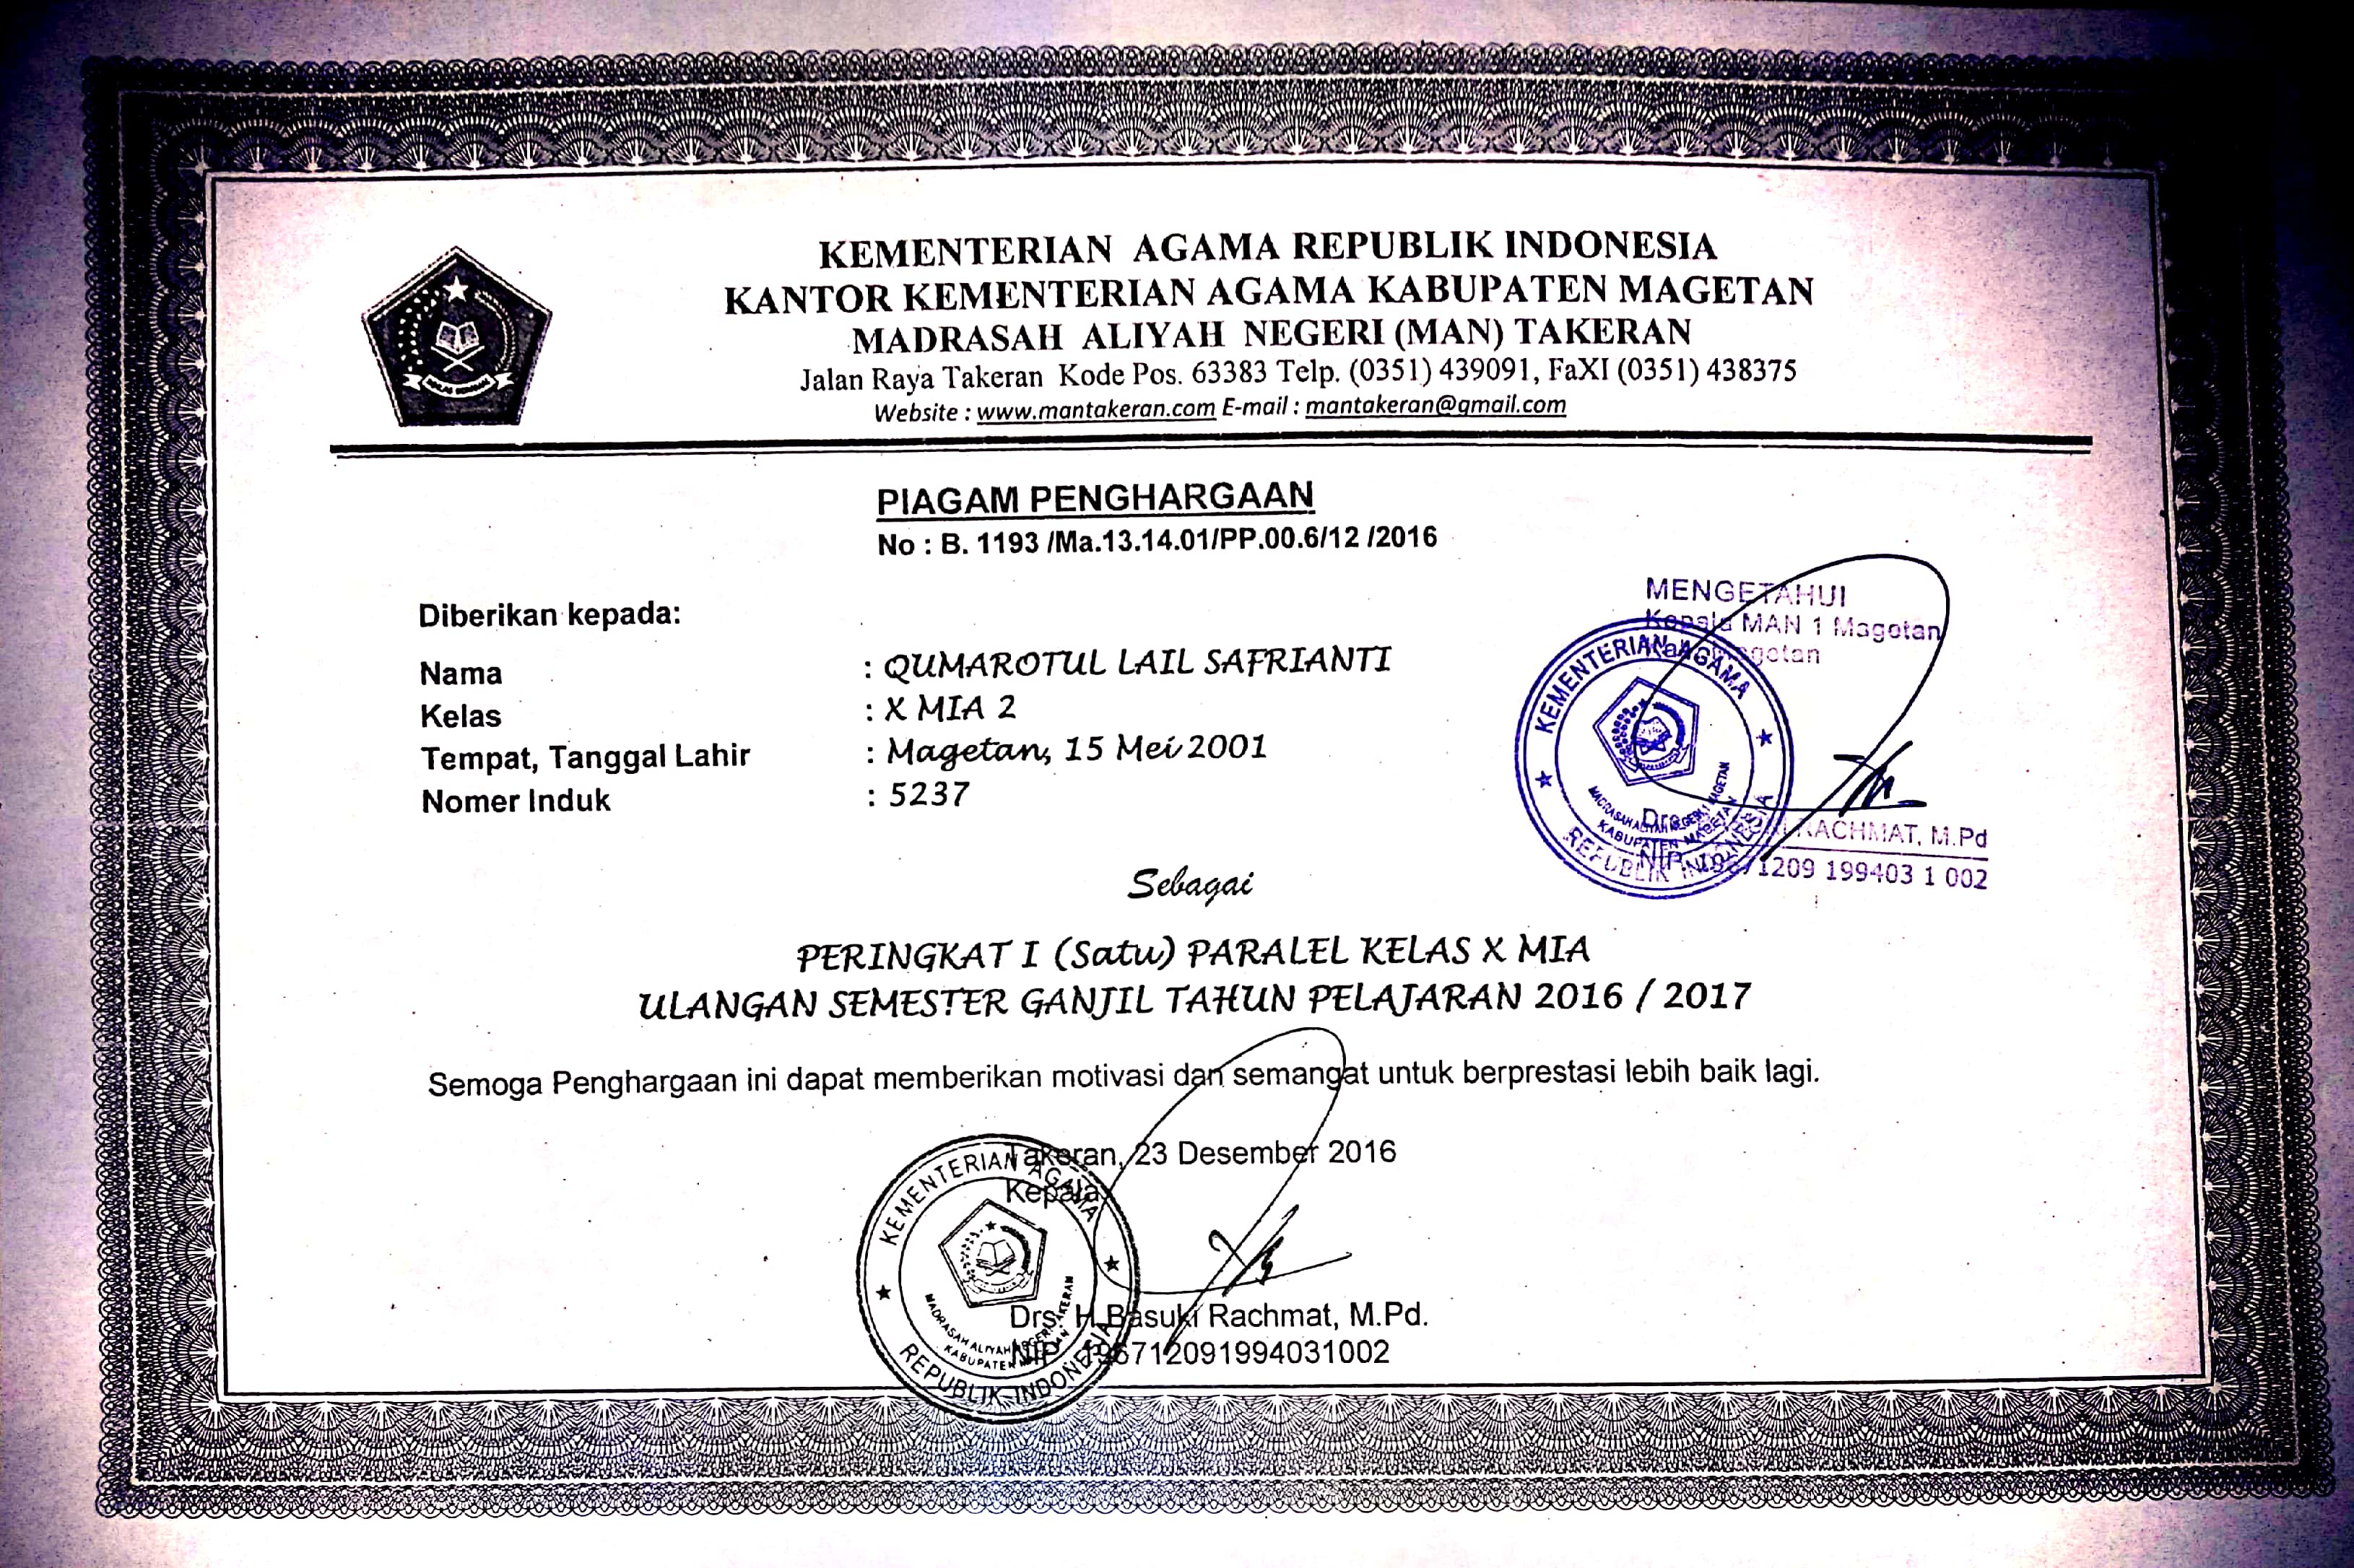 KEMENTERIAN AGAMA REPUBLIK INDONESIA
KANTOR KEMENTERIAN AGAMA KABUPATEN MAGETAN
MADRASAH ALIYAH NEGERI (MAN) TAKERAN
Jalan Raya Takeran Kode Pos. 63383 Telp. (0351) 439091, FaXI (0351) 438375
Website : www.mantakeran.com E-mail : mantakeran@gmail.com
PIAGAM PENGHARGAAN
No : B. 1193 /Ma.13.14.01/PP.00.6/12 /2016
Diberikan kepada:
Nama : QUMAROTUL LAIL SAFRIANTI
Kelas : X MIA 2
Tempat, Tanggal Lahir : Magetan, 15 Mei 2001
Nomer Induk : 5237
MENGETAHUI
Kepala MAN 1 Magetan
KEMENTERIAN AGAMA
MADRASAH ALIYAH NEGERI 1 MAGETAN
KABUPATEN MAGETAN
REPUBLIK INDONESIA
RACHMAT, M.Pd
1209 199403 1 002
Sebagai
PERINGKAT I (Satu) PARALEL KELAS X MIA
ULANGAN SEMESTER GANJIL TAHUN PELAJARAN 2016 / 2017
Semoga Penghargaan ini dapat memberikan motivasi dan semangat untuk berprestasi lebih baik lagi.
Takeran, 23 Desember 2016
Kepala
KEMENTERIAN AGAMA
MADRASAH ALIYAH NEGERI TAKERAN
KABUPATEN
REPUBLIK INDONESIA
Drs. H. Basuki Rachmat, M.Pd.
NIP 196712091994031002